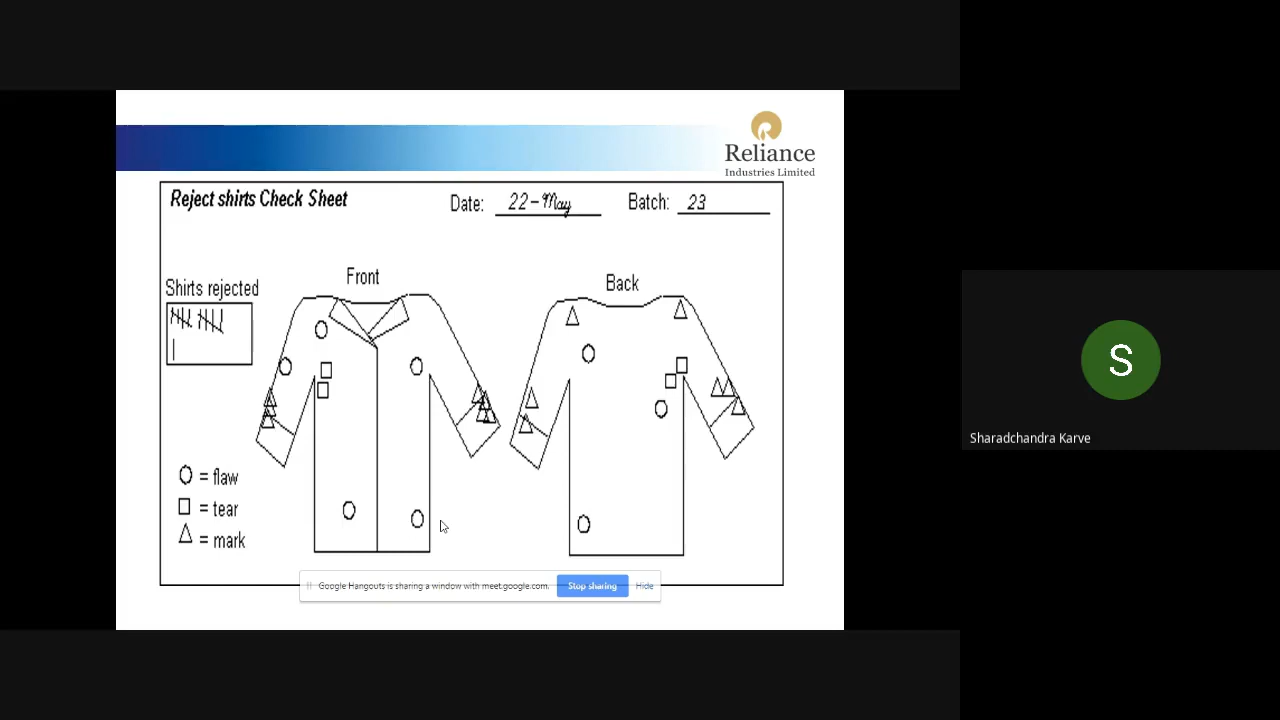 Reliance
Industries Limited
Reject shirts Check Sheet
Date: 22-May
Batch: 23
Shirts rejected
Front
Back
= flaw
= tear
= mark
Google Hangouts is sharing a window with meet.google.com.
Stop sharing
Hide
S
Sharadchandra Karve